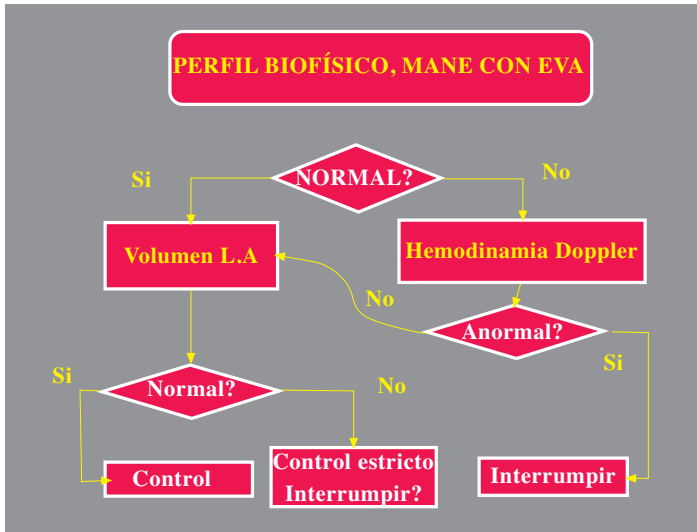 PERFIL BIOFÍSICO, MANE CON EVA
Si
NORMAL?
No
Volumen L.A
Hemodinamia Doppler
No
Anormal?
Si
Si
Normal?
No
Control
Control estricto
Interrumpir?
Interrumpir